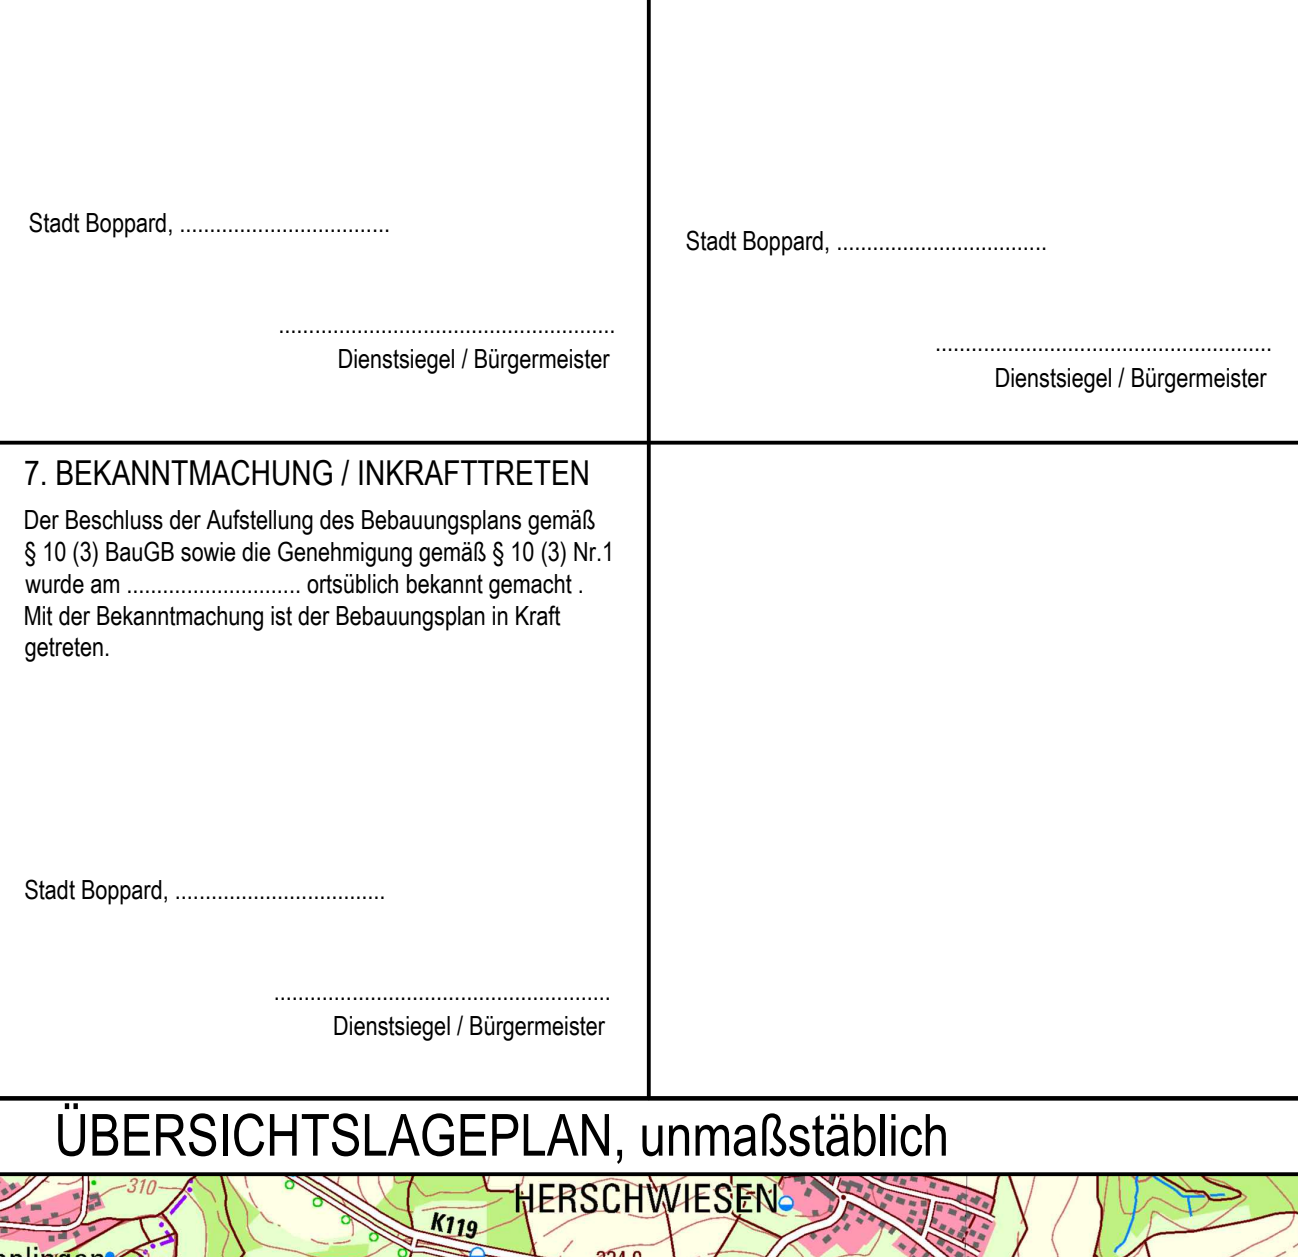 Stadt Boppard, ...................................
........................................................
Dienstsiegel / Bürgermeister
Stadt Boppard, ...................................
........................................................
Dienstsiegel / Bürgermeister
7. BEKANNTMACHUNG / INKRAFTTRETEN
Der Beschluss der Aufstellung des Bebauungsplans gemäß
§ 10 (3) BauGB sowie die Genehmigung gemäß § 10 (3) Nr.1
wurde am ............................. ortsüblich bekannt gemacht .
Mit der Bekanntmachung ist der Bebauungsplan in Kraft
getreten.
Stadt Boppard, ...................................
........................................................
Dienstsiegel / Bürgermeister
ÜBERSICHTSLAGEPLAN, unmaßstäblich
310
HERSCHWIESEN
K119